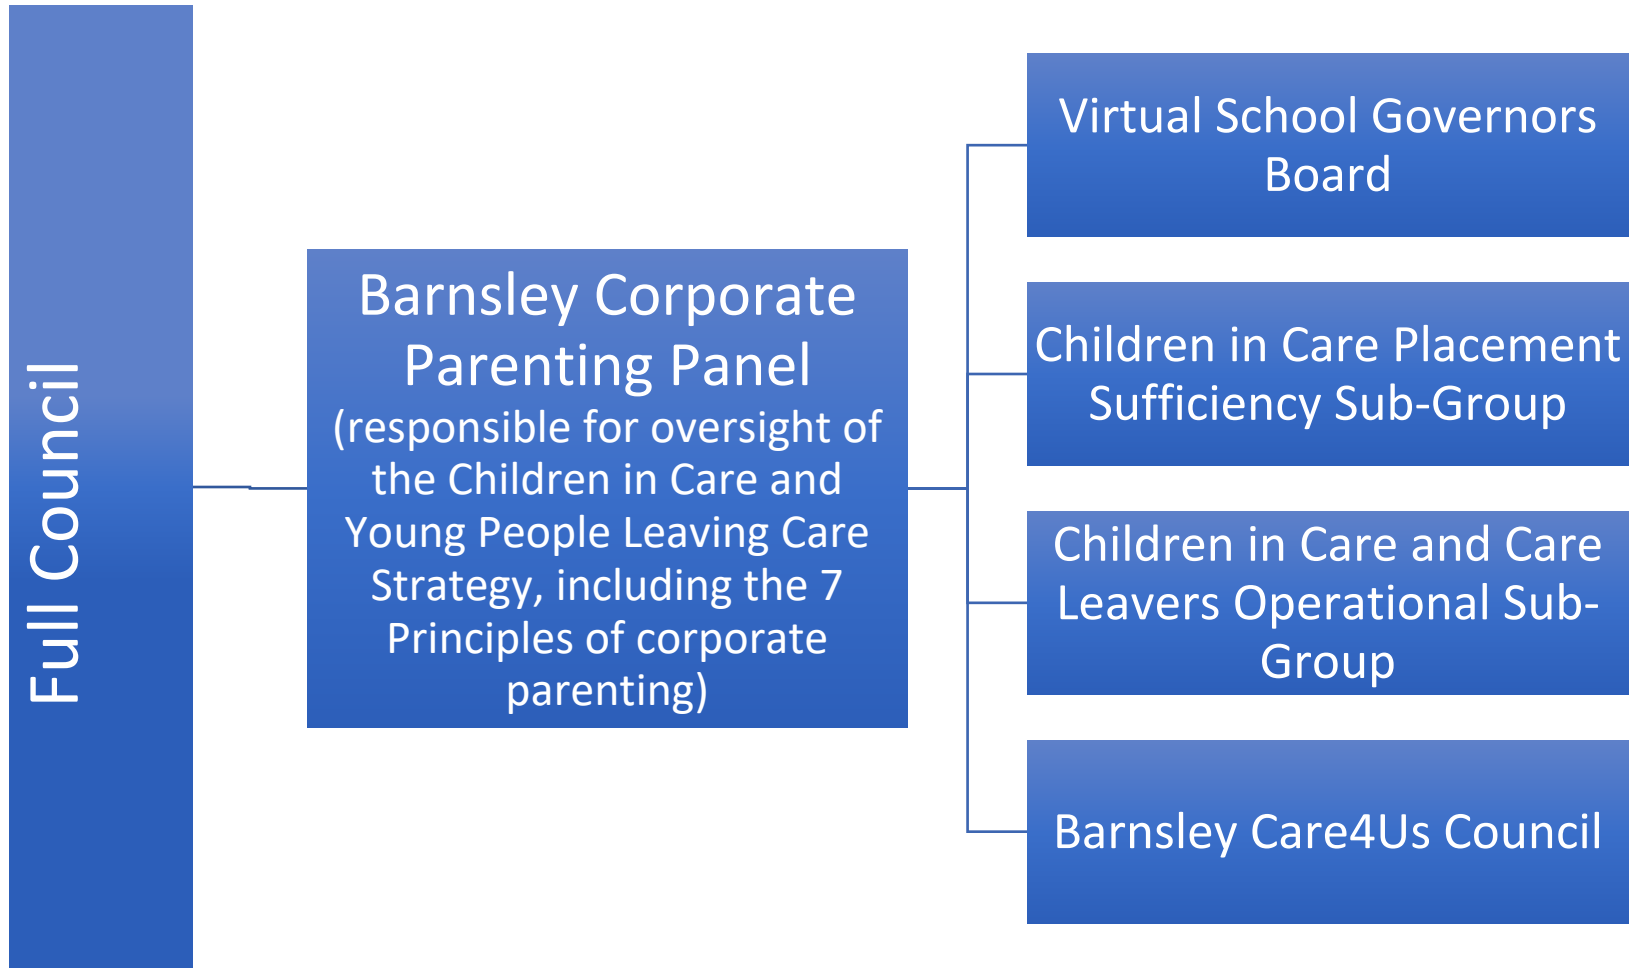 Full Council
Barnsley Corporate
Parenting Panel
(responsible for oversight of
the Children in Care and
Young People Leaving Care
Strategy, including the 7
Principles of corporate
parenting)
Virtual School Governors
Board
Children in Care Placement
Sufficiency Sub-Group
Children in Care and Care
Leavers Operational Sub-
Group
Barnsley Care4Us Council